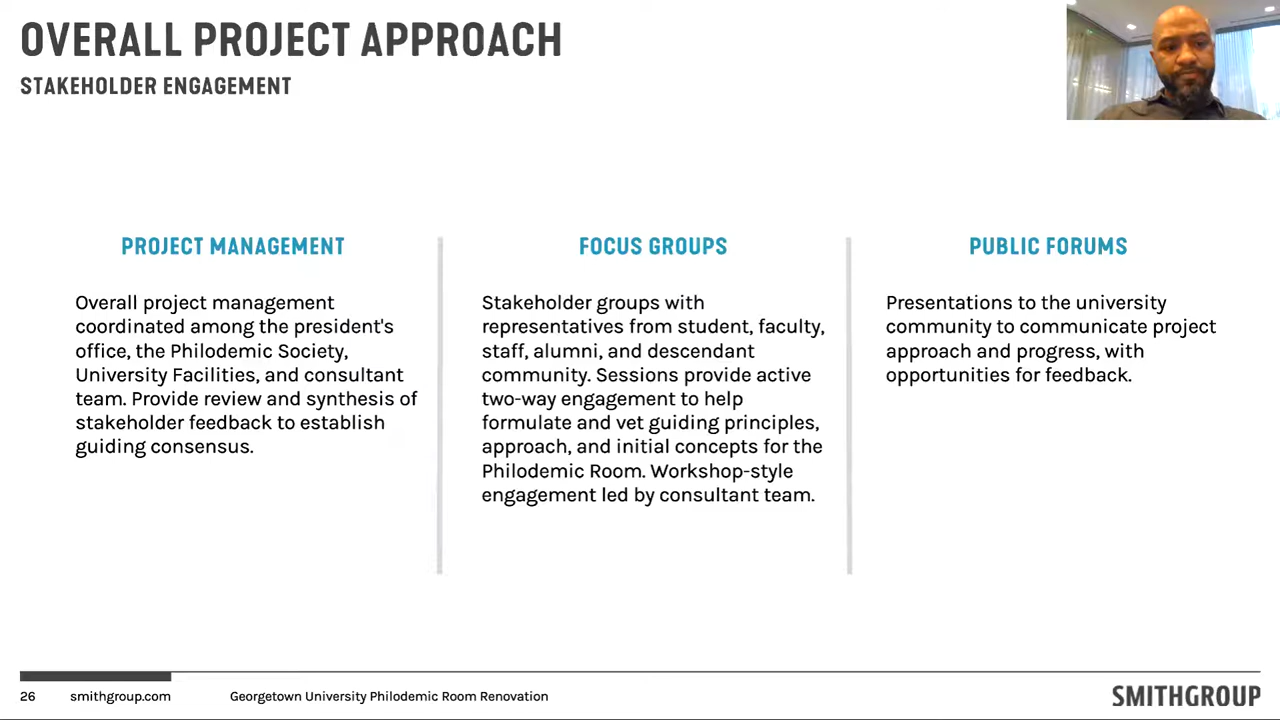 OVERALL PROJECT APPROACH
STAKEHOLDER ENGAGEMENT
PROJECT MANAGEMENT
Overall project management
coordinated among the president's
office, the Philodemic Society,
University Facilities, and consultant
team. Provide review and synthesis of
stakeholder feedback to establish
guiding consensus.
FOCUS GROUPS
Stakeholder groups with
representatives from student, faculty,
staff, alumni, and descendant
community. Sessions provide active
two-way engagement to help
formulate and vet guiding principles,
approach, and initial concepts for the
Philodemic Room. Workshop-style
engagement led by consultant team.
PUBLIC FORUMS
Presentations to the university
community to communicate project
approach and progress, with
opportunities for feedback.
26 smithgroup.com Georgetown University Philodemic Room Renovation SMITHGROUP